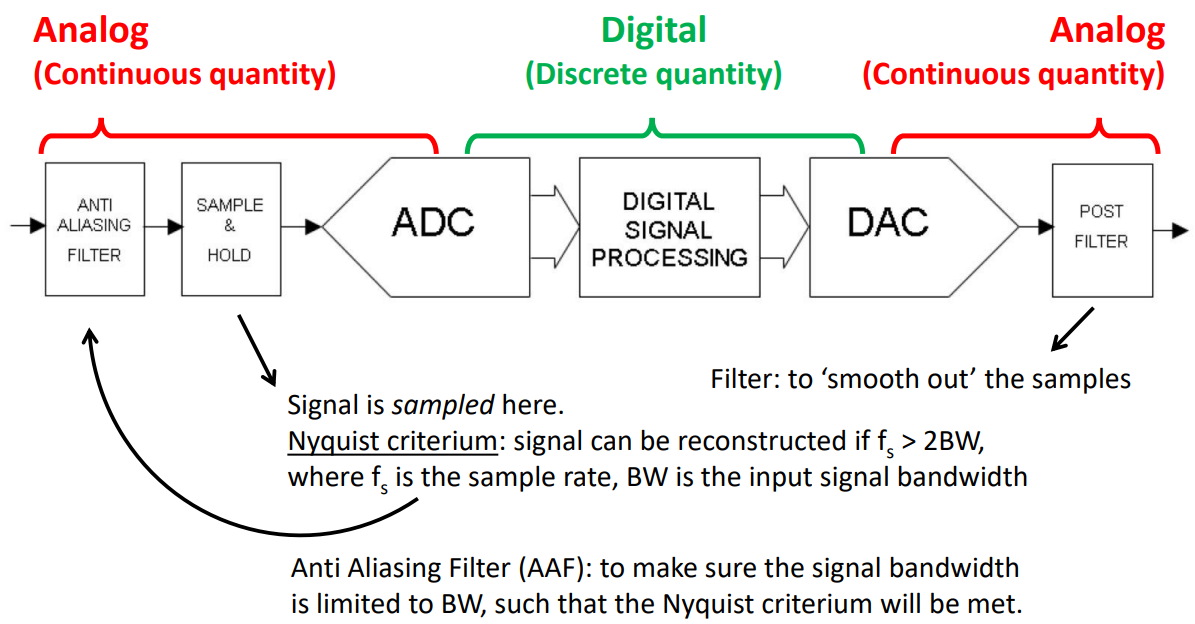 Analog
(Continuous quantity)
Digital
(Discrete quantity)
Analog
(Continuous quantity)
ANTI
ALIASING
FILTER
SAMPLE
&
HOLD
ADC
DIGITAL
SIGNAL
PROCESSING
DAC
POST
FILTER
Filter: to ‘smooth out’ the samples
Signal is sampled here.
Nyquist criterium: signal can be reconstructed if fs > 2BW,
where fs is the sample rate, BW is the input signal bandwidth
Anti Aliasing Filter (AAF): to make sure the signal bandwidth
is limited to BW, such that the Nyquist criterium will be met.